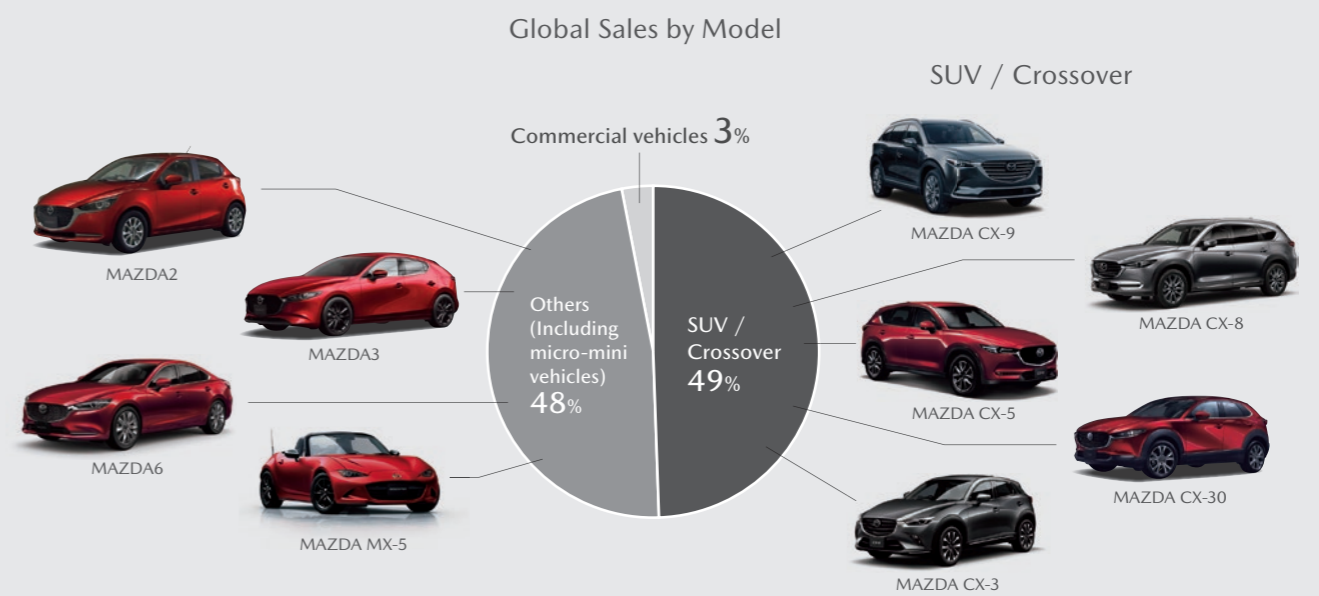 Global Sales by Model
SUV / Crossover
Commercial vehicles 3%
MAZDA2
MAZDA3
MAZDA6
MAZDA MX-5
Others
(Including
micro-mini
vehicles)
48%
SUV /
Crossover
49%
MAZDA CX-9
MAZDA CX-8
MAZDA CX-5
MAZDA CX-30
MAZDA CX-3